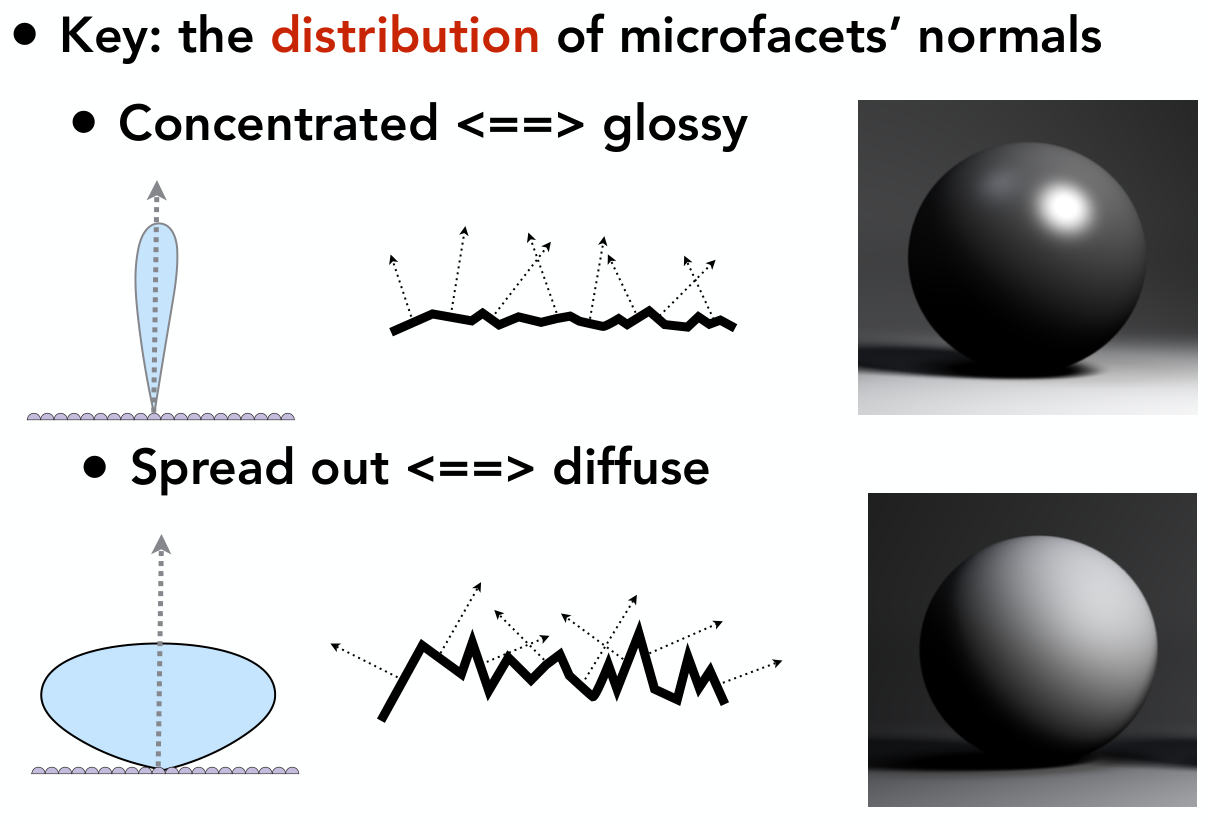 • Key: the distribution of microfacets’ normals
• Concentrated <==> glossy
• Spread out <==> diffuse